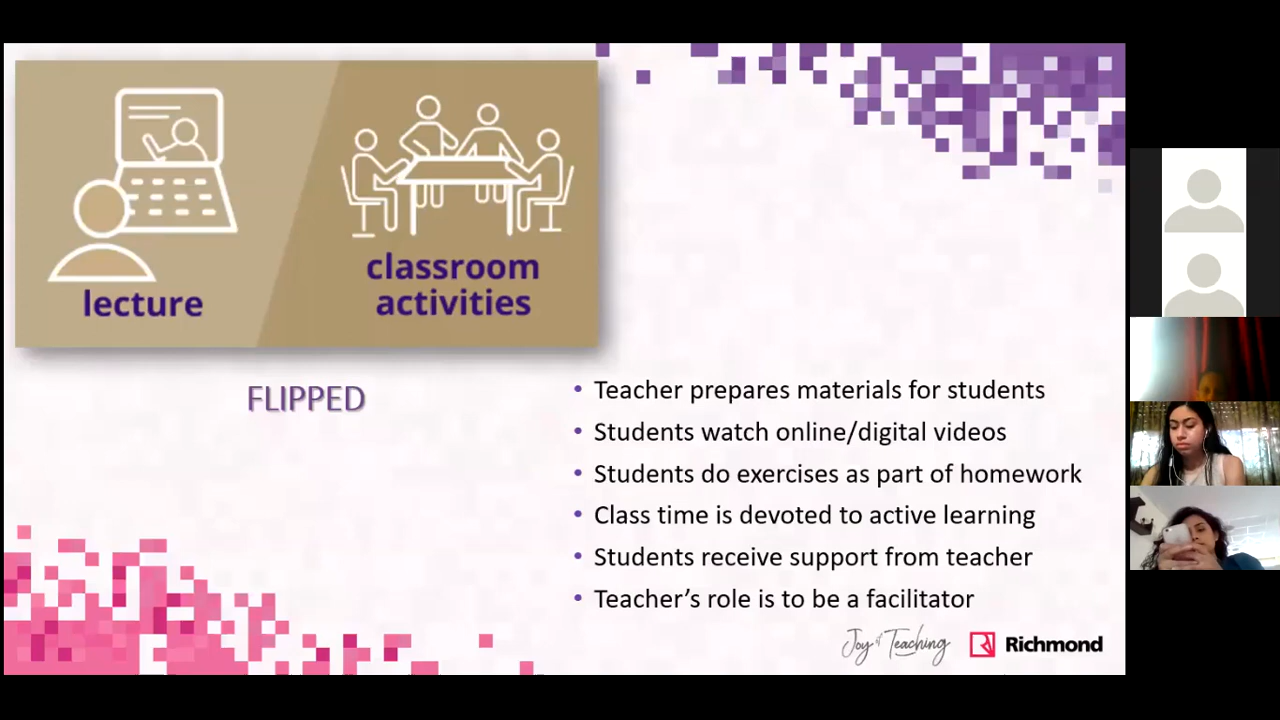 lecture
classroom
activities
FLIPPED
• Teacher prepares materials for students
• Students watch online/digital videos
• Students do exercises as part of homework
• Class time is devoted to active learning
• Students receive support from teacher
• Teacher’s role is to be a facilitator
Joy of Teaching
Richmond